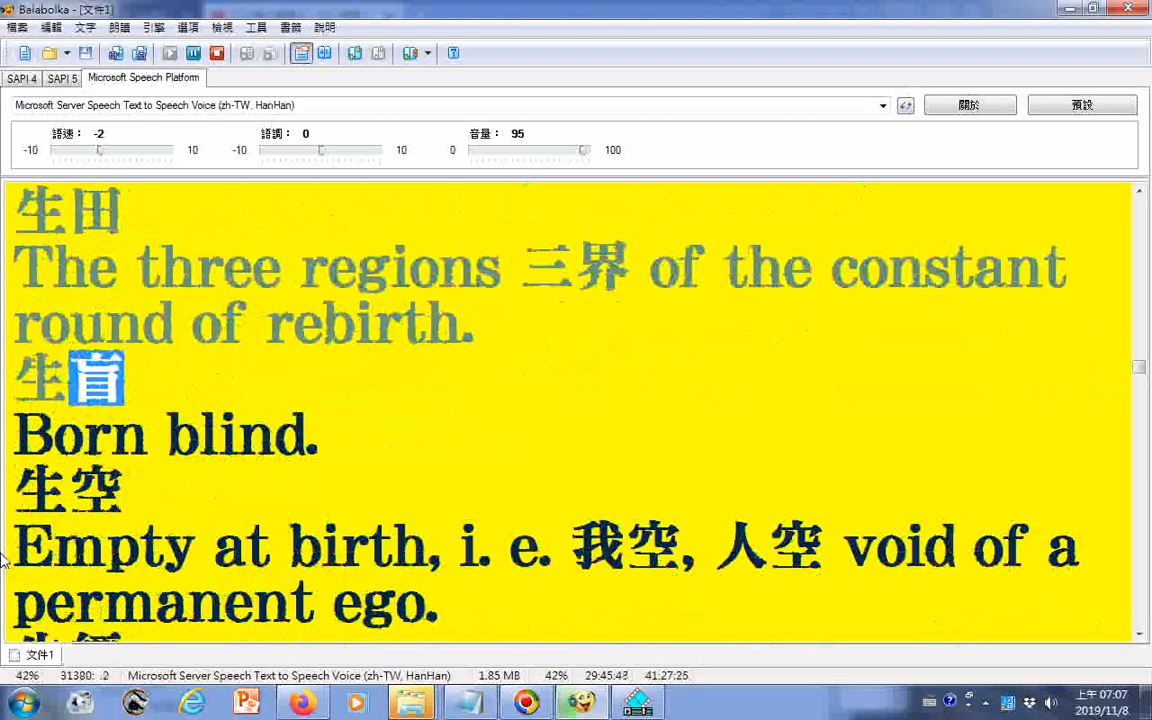 Balabolka - [文件1]
檔案 編輯 文字 朗讀 引擎 選項 檢視 工具 書籤 說明
SAPI 4 SAPI 5 Microsoft Speech Platform
Microsoft Server Speech Text to Speech Voice (zh-TW, HanHan) 關於 預設
語速： -2 語調： 0 音量： 95
-10 10 -10 10 0 100
生田
The three regions 三界 of the constant
round of rebirth.
生盲
Born blind.
生空
Empty at birth, i. e. 我空, 人空 void of a
permanent ego.
文件1
42% 31380: .2 Microsoft Server Speech Text to Speech Voice (zh-TW, HanHan) 1.85 MB 42% 29:45:43 41:27:25
上午 07:07
2019/11/8